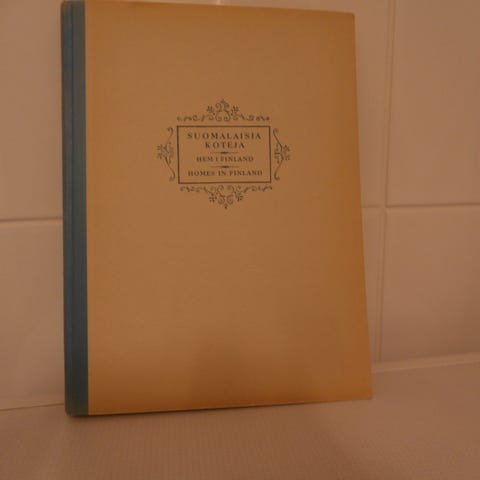 SUOMALAISIA
KOTEJA
HEM I FINLAND
HOMES IN FINLAND